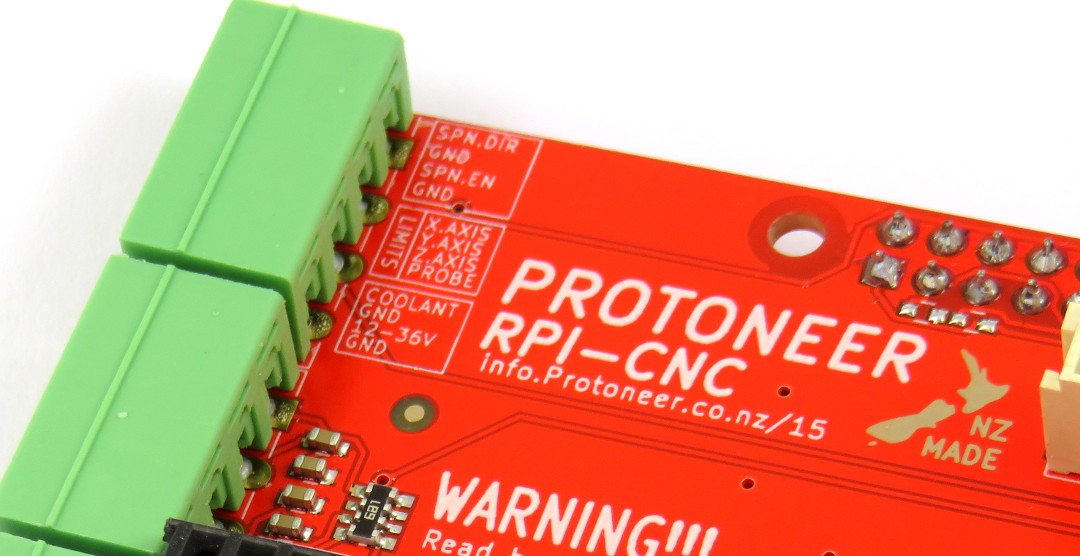 SPN.DIR
GND
SPN.EN
GND
LIMITS
X.AXIS
Y.AXIS
Z.AXIS
PROBE
COOLANT
GND
12-36V
GND
PROTONEER
RPI-CNC
info.Protoneer.co.nz/15
NZ
MADE
WARNING!!!
Read